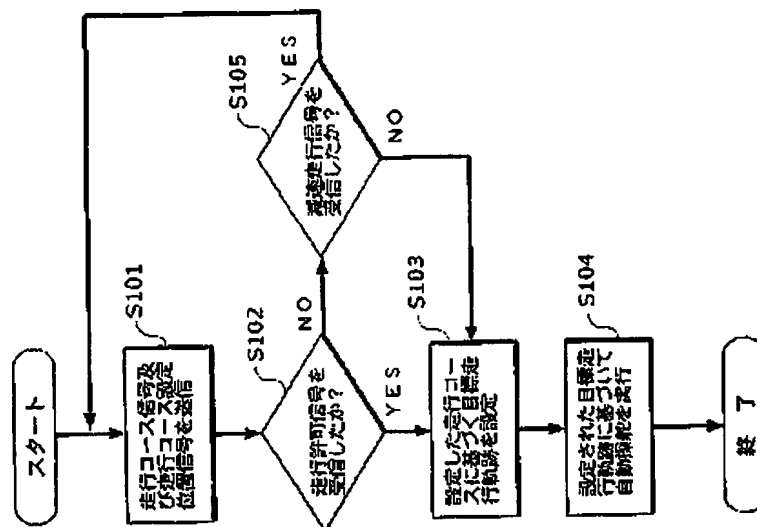 スタート
S101
走行コース信号及
び走行コース設定
位置信号を送信
S102
走行許可信号を
受信したか？
NO
YES
S105
減速走行信号を
受信したか？
YES
NO
S103
設定した走行コー
スに基づく目標走
行軌跡を設定
S104
設定された目標走
行軌跡に基づいて
自動操舵を実行
終了